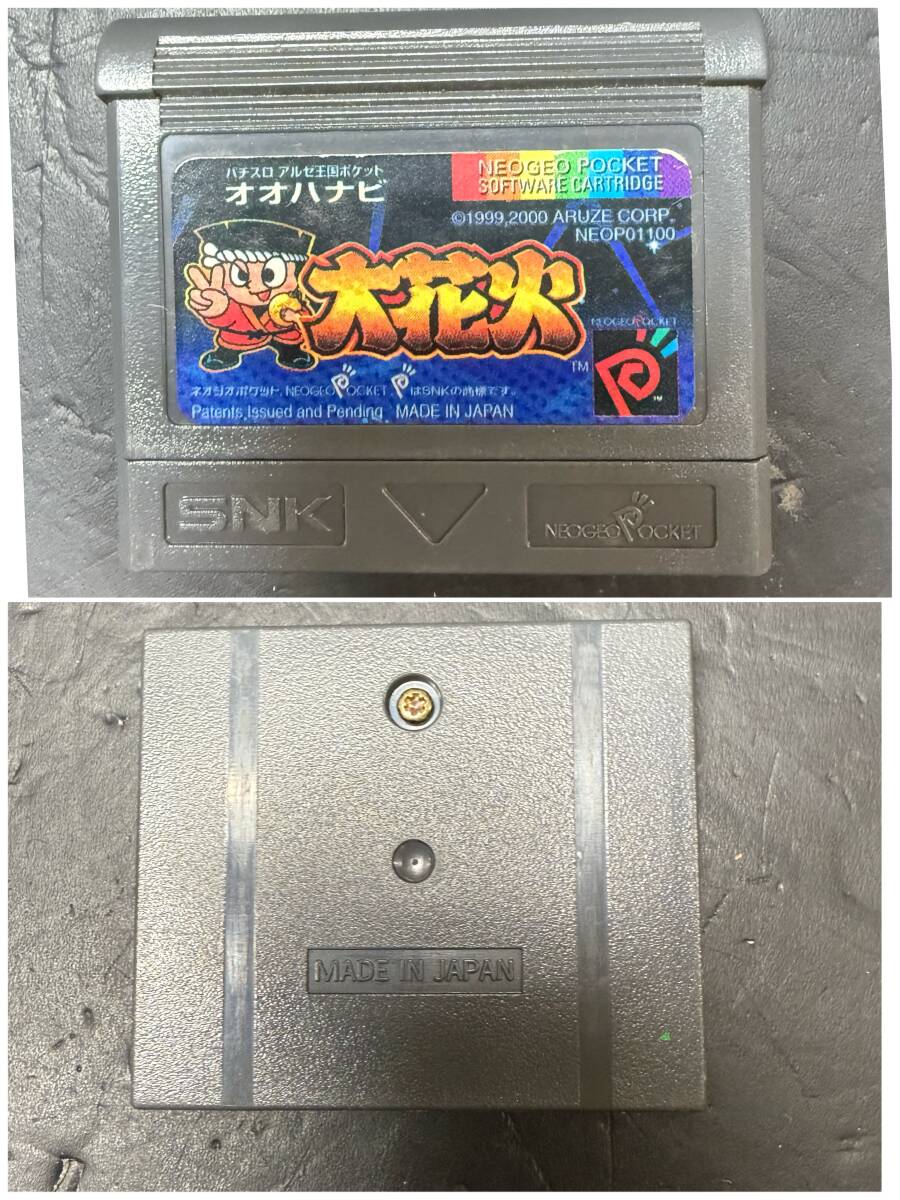 パチスロ アルゼ王国ポケット
オオハナビ
NEOGEO POCKET
SOFTWARE CARTRIDGE
©1999,2000 ARUZE CORP.
NEOP01100
大花火
NEOGEO POCKET
TM
TM
ネオジオポケット, NEOGEO POCKET, PはSNKの商標です。
Patents Issued and Pending MADE IN JAPAN
SNK
NEOGEO POCKET
MADE IN JAPAN